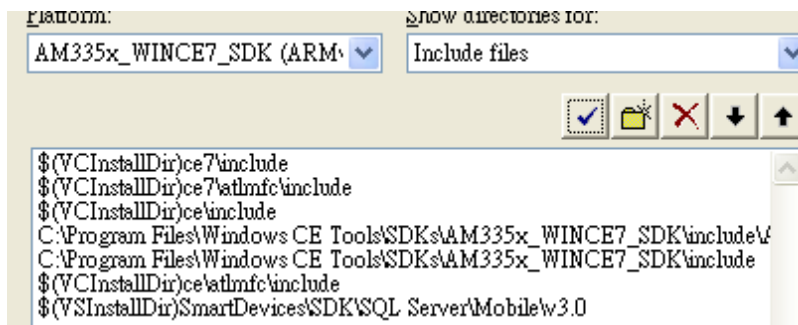 Platform: Show directories for:
AM335x_WINCE7_SDK (ARM Include files
$(VCInstallDir)ce7\include
$(VCInstallDir)ce7\atlmfc\include
$(VCInstallDir)ce\include
C:\Program Files\Windows CE Tools\SDKs\AM335x_WINCE7_SDK\include\A
C:\Program Files\Windows CE Tools\SDKs\AM335x_WINCE7_SDK\include
$(VCInstallDir)ce\atlmfc\include
$(VSInstallDir)SmartDevices\SDK\SQL Server\Mobile\v3.0